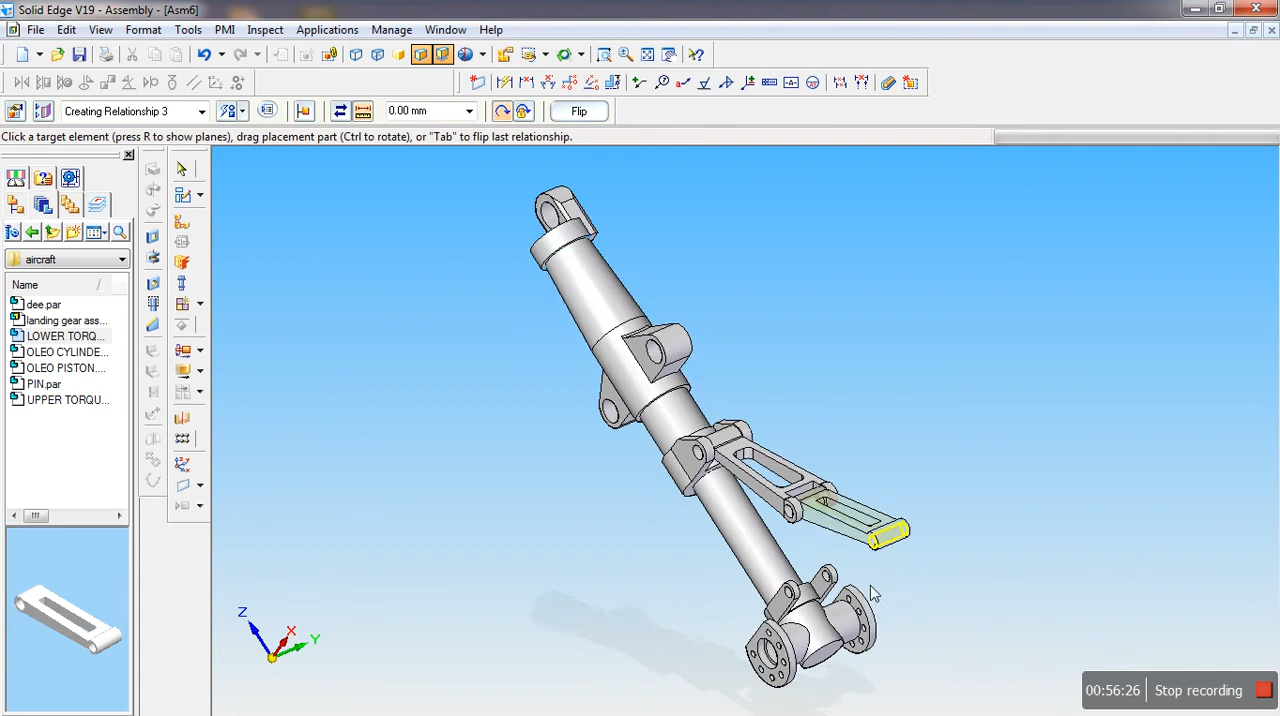 Solid Edge V19 - Assembly - [Asm6]
File Edit View Format Tools PMI Inspect Applications Manage Window Help
Creating Relationship 3
0.00 mm
Flip
Click a target element (press R to show planes), drag placement part (Ctrl to rotate), or "Tab" to flip last relationship.
aircraft
Name
dee.par
landing gear ass...
LOWER TORQ...
OLEO CYLINDE...
OLEO PISTON....
PIN.par
UPPER TORQU...
Z
X
Y
00:56:26 Stop recording